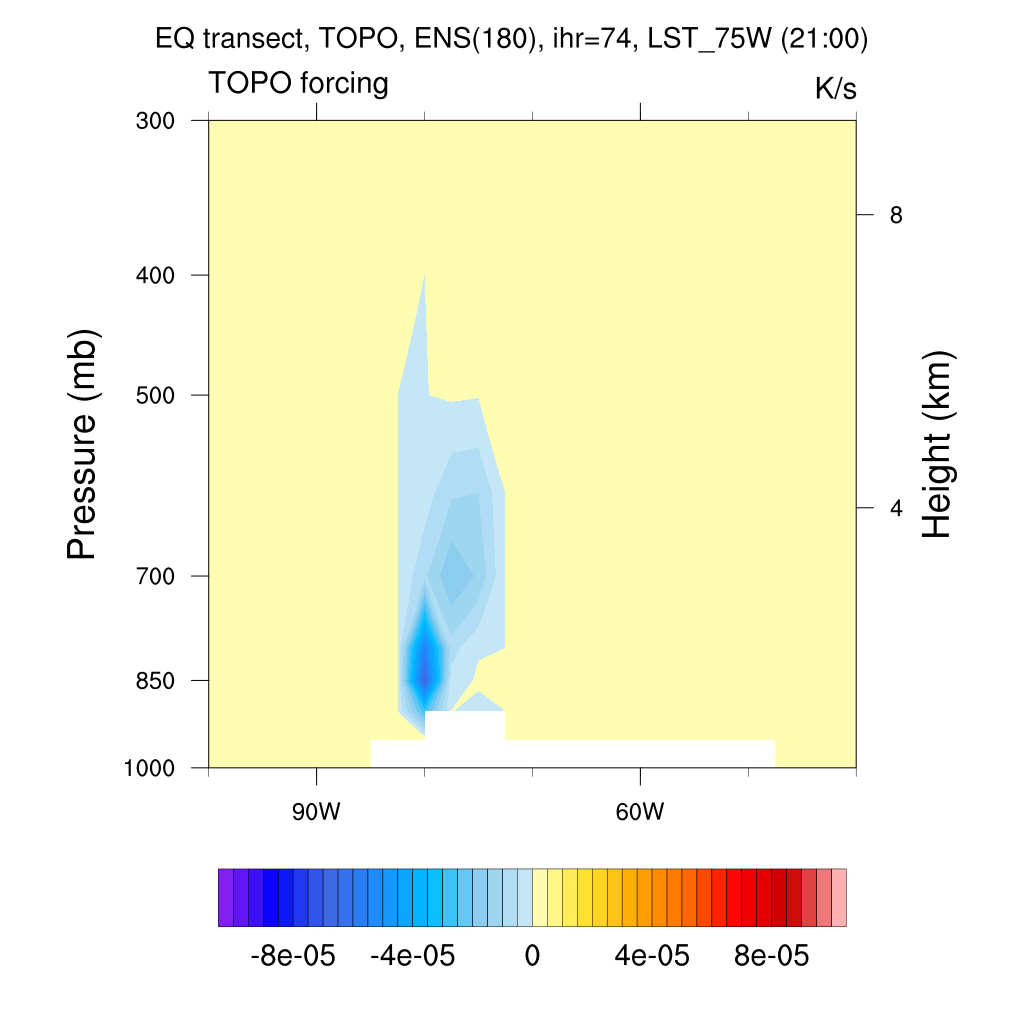 EQ transect, TOPO, ENS(180), ihr=74, LST_75W (21:00)
TOPO forcing
K/s
300
400
500
700
850
1000
Pressure (mb)
8
4
Height (km)
90W
60W
-8e-05
-4e-05
0
4e-05
8e-05